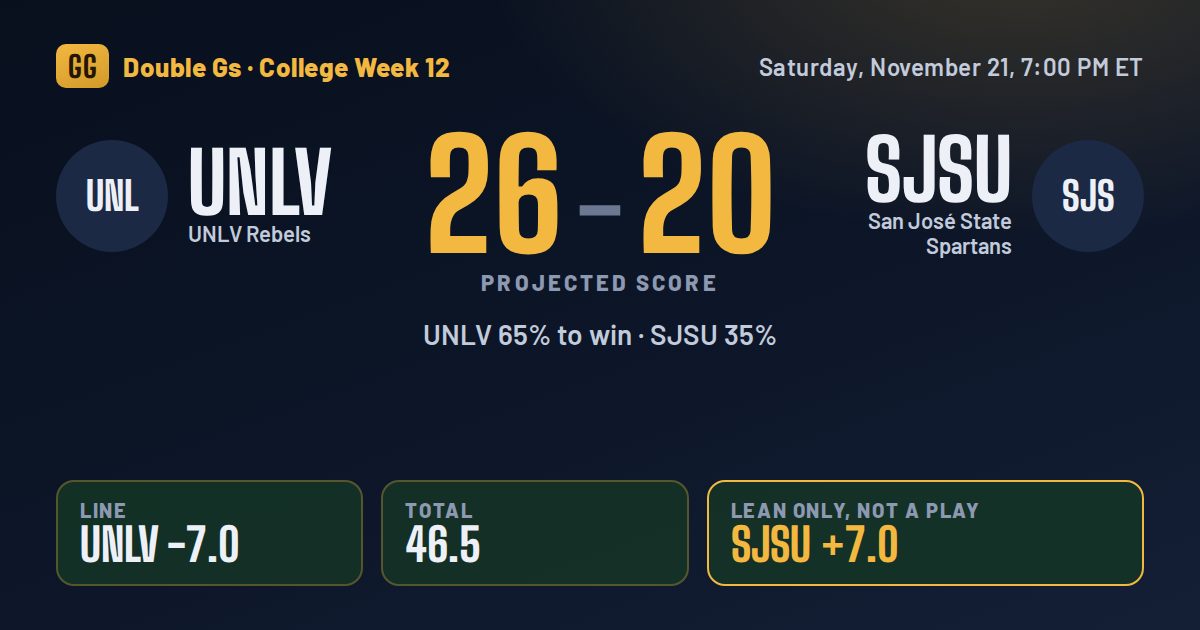 GG Double Gs · College Week 12
Saturday, November 21, 7:00 PM ET
UNL
UNLV
UNLV Rebels
26 – 20
PROJECTED SCORE
UNLV 65% to win · SJSU 35%
SJSU
San José State
Spartans
SJS
LINE
UNLV −7.0
TOTAL
46.5
LEAN ONLY, NOT A PLAY
SJSU +7.0